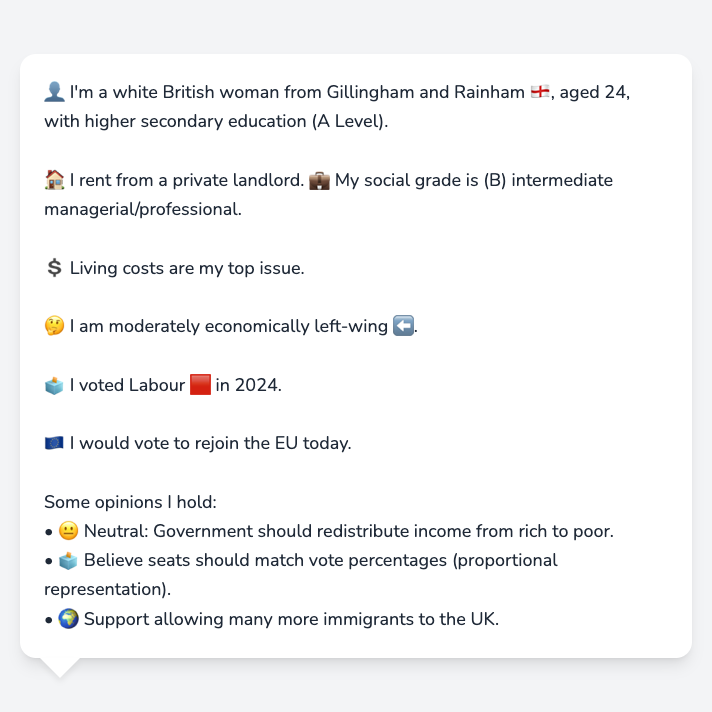 👤 I'm a white British woman from Gillingham and Rainham 🏴󠁧󠁢󠁥󠁮󠁧󠁿, aged 24,
with higher secondary education (A Level).
🏠 I rent from a private landlord. 💼 My social grade is (B) intermediate
managerial/professional.
💲 Living costs are my top issue.
🤔 I am moderately economically left-wing ⬅️.
🗳️ I voted Labour 🟥 in 2024.
🇪🇺 I would vote to rejoin the EU today.
Some opinions I hold:
• 😐 Neutral: Government should redistribute income from rich to poor.
• 🗳️ Believe seats should match vote percentages (proportional
representation).
• 🌍 Support allowing many more immigrants to the UK.